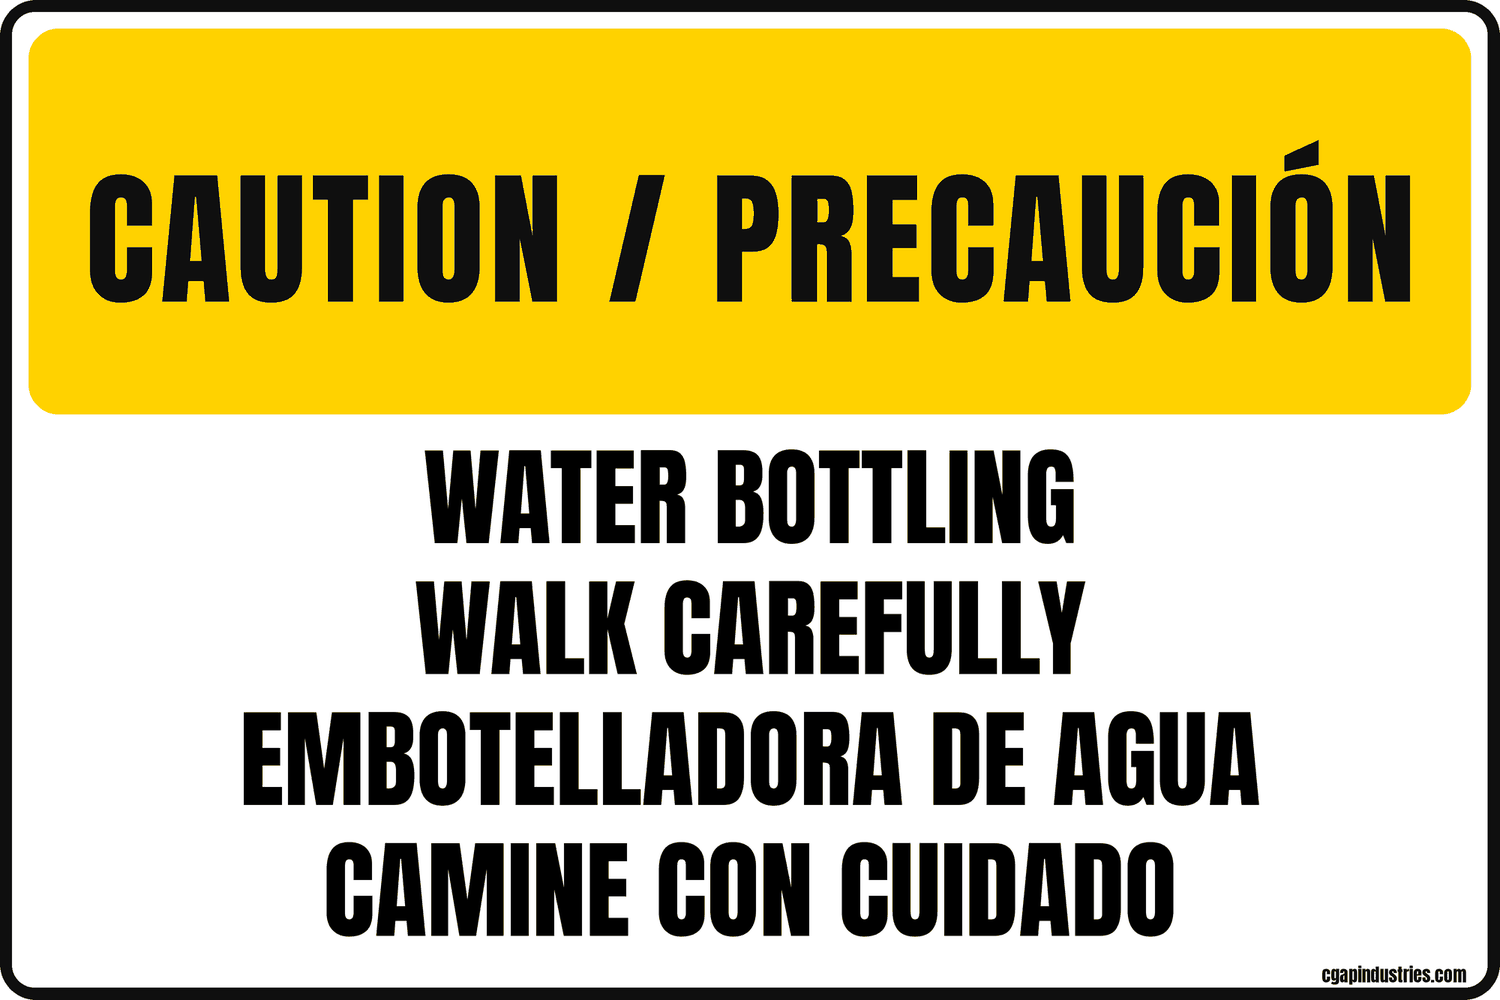 CAUTION / PRECAUCIÓN
WATER BOTTLING
WALK CAREFULLY
EMBOTELLADORA DE AGUA
CAMINE CON CUIDADO
cgapindustries.com